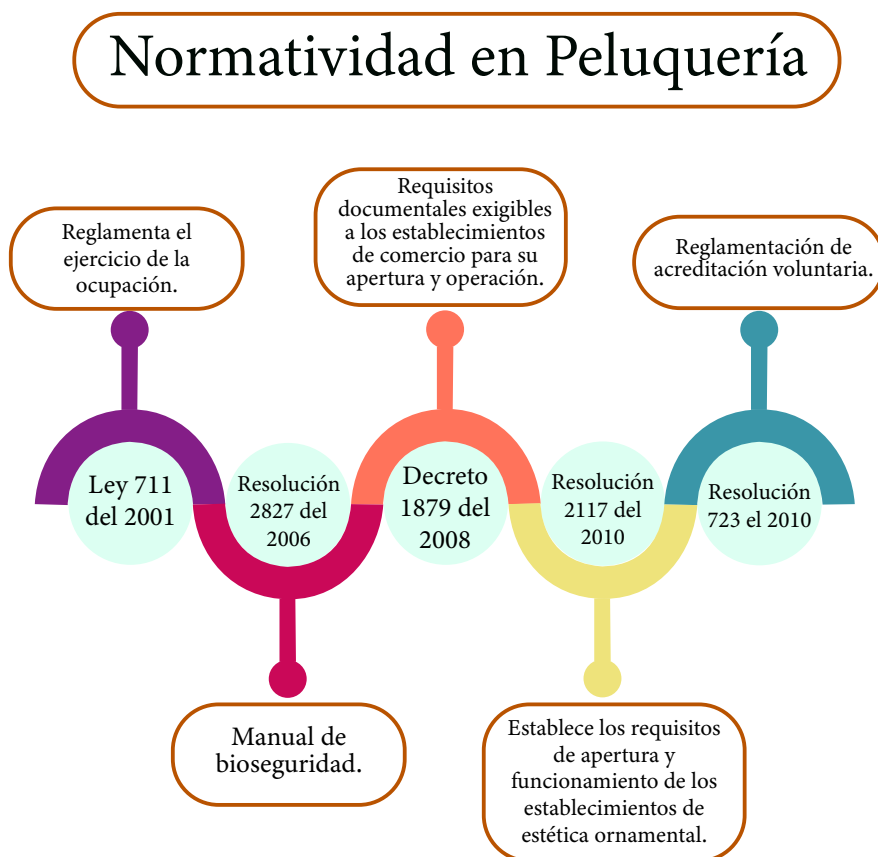 Normatividad en Peluquería
Reglamenta el
ejercicio de la
ocupación.
Requisitos
documentales exigibles
a los establecimientos
de comercio para su
apertura y operación.
Reglamentación de
acreditación voluntaria.
Ley 711
del 2001
Resolución
2827 del
2006
Decreto
1879 del
2008
Resolución
2117 del
2010
Resolución
723 el 2010
Manual de
bioseguridad.
Establece los requisitos
de apertura y
funcionamiento de los
establecimientos de
estética ornamental.